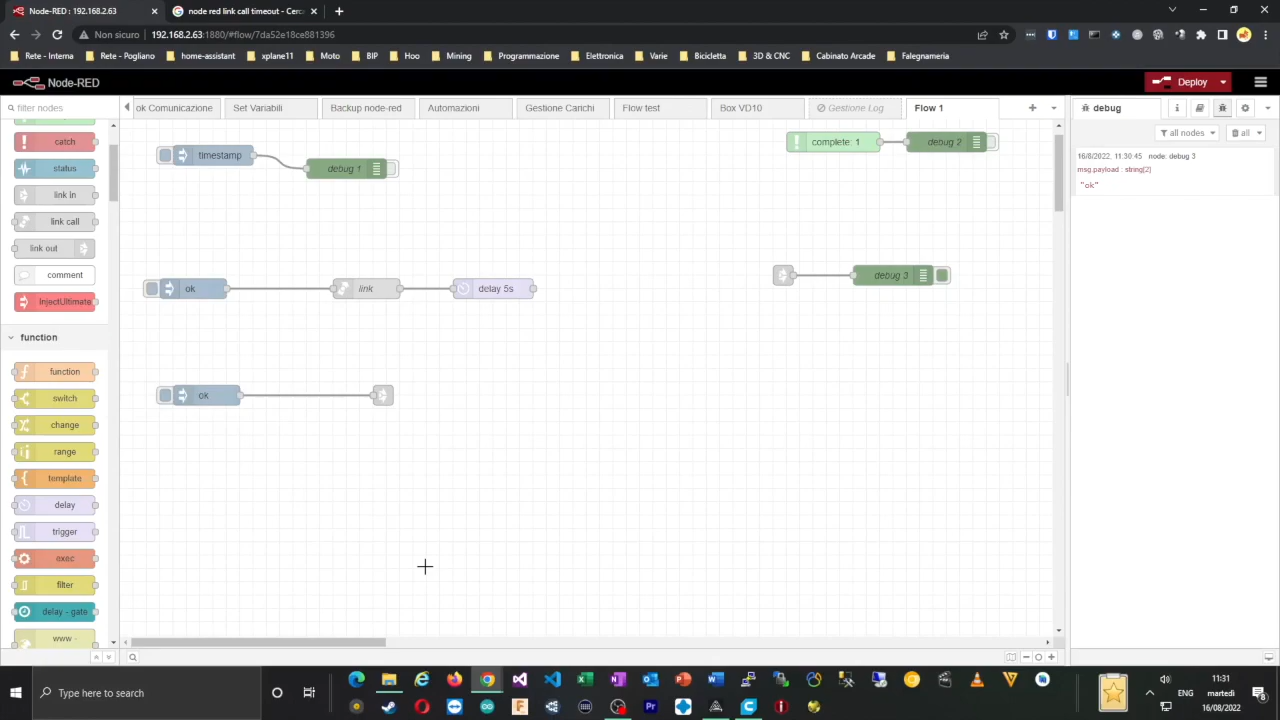 Node-RED: 192.168.2.63
node red link call timeout - Cerc
Non sicuro
192.168.2.63:1880/#flow/7da52e18ce881396
Rete - Interna
Rete - Pogliano
home-assistant
xplane11
Moto
BIP
Hoo
Mining
Programmazione
Elettronica
Varie
Bicicletta
3D & CNC
Cabinato Arcade
Falegnameria
Node-RED
Deploy
filter nodes
ok Comunicazione
Set Variabili
Backup node-red
Automazioni
Gestione Carichi
Flow test
Box VD10
Gestione Log
Flow 1
debug
all nodes
all
catch
status
link in
link call
link out
comment
InjectUltimate
function
function
switch
change
range
template
delay
trigger
exec
filter
delay - gate
www -
timestamp
debug 1
complete: 1
debug 2
ok
link
delay 5s
debug 3
ok
16/8/2022, 11:30:45 node: debug 3
msg.payload : string[2]
"ok"
Type here to search
ENG
11:31
martedì
16/08/2022
8